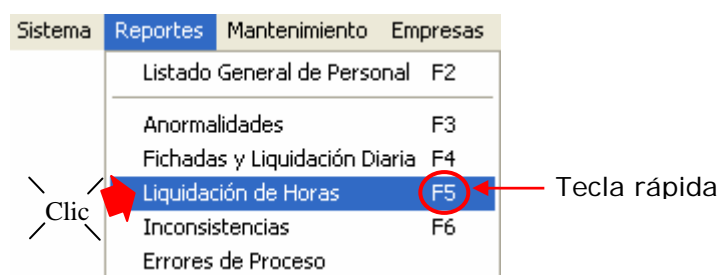 Sistema Reportes Mantenimiento Empresas
Listado General de Personal F2
Anormalidades F3
Fichadas y Liquidación Diaria F4
Liquidación de Horas F5 Tecla rápida
Clic
Inconsistencias F6
Errores de Proceso